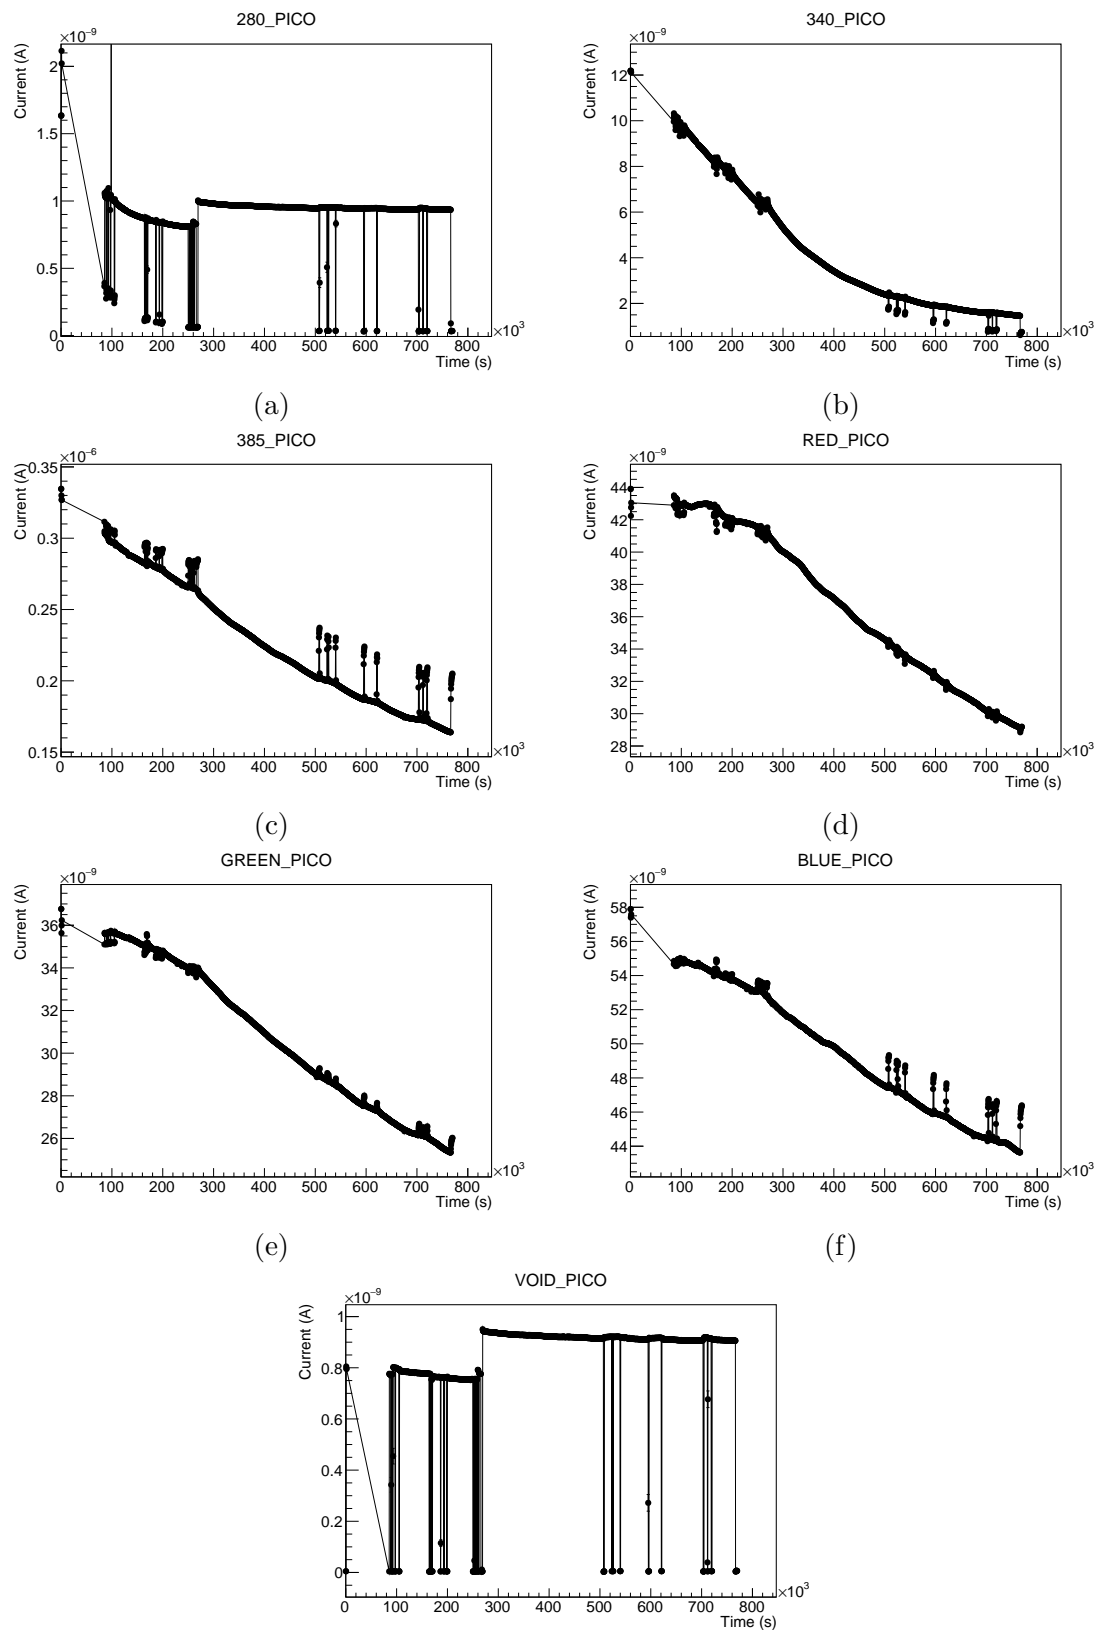 280_PICO
×10⁻⁹
Current (A)
2
1.5
1
0.5
0
0 100 200 300 400 500 600 700 800
×10³
Time (s)
(a)
340_PICO
×10⁻⁹
Current (A)
12
10
8
6
4
2
0 100 200 300 400 500 600 700 800
×10³
Time (s)
(b)
385_PICO
×10⁻⁶
Current (A)
0.35
0.3
0.25
0.2
0.15
0 100 200 300 400 500 600 700 800
×10³
Time (s)
(c)
RED_PICO
×10⁻⁹
Current (A)
44
42
40
38
36
34
32
30
28
0 100 200 300 400 500 600 700 800
×10³
Time (s)
(d)
GREEN_PICO
×10⁻⁹
Current (A)
36
34
32
30
28
26
0 100 200 300 400 500 600 700 800
×10³
Time (s)
(e)
BLUE_PICO
×10⁻⁹
Current (A)
58
56
54
52
50
48
46
44
0 100 200 300 400 500 600 700 800
×10³
Time (s)
(f)
VOID_PICO
×10⁻⁹
Current (A)
1
0.8
0.6
0.4
0.2
0
0 100 200 300 400 500 600 700 800
×10³
Time (s)